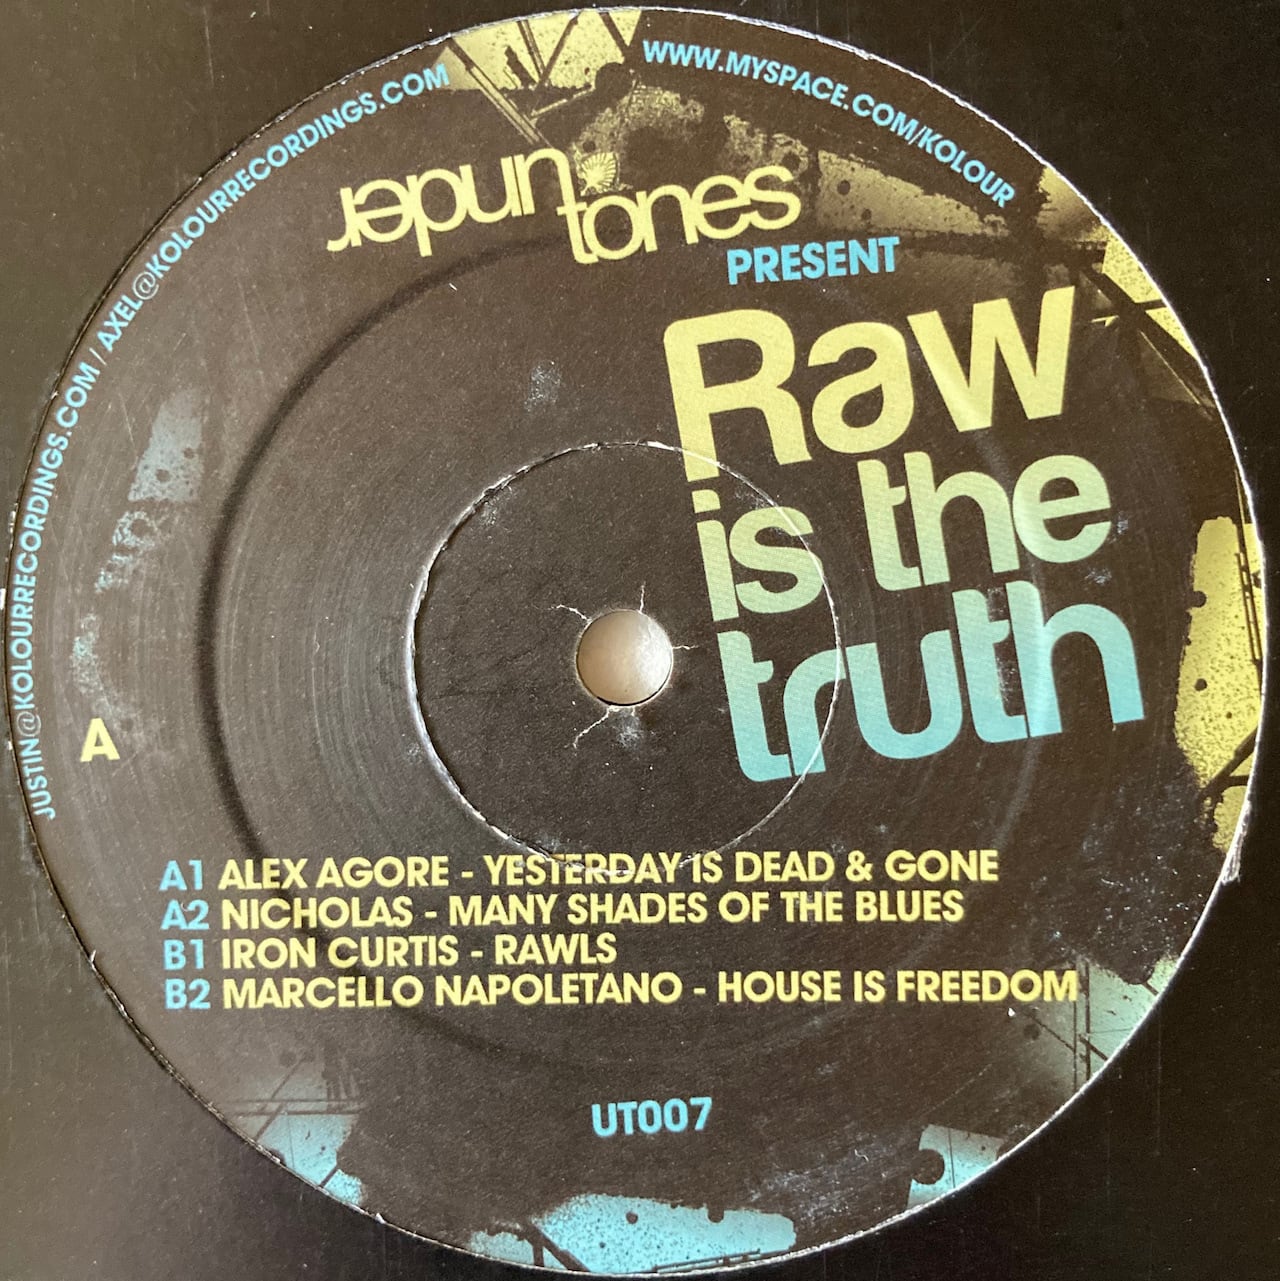 JUSTIN@KOLOURRECORDINGS.COM / AXEL@KOLOURRECORDINGS.COM
WWW.MYSPACE.COM/KOLOUR
under
tones
PRESENT
Raw
is the
truth
A
A1 ALEX AGORE - YESTERDAY IS DEAD & GONE
A2 NICHOLAS - MANY SHADES OF THE BLUES
B1 IRON CURTIS - RAWLS
B2 MARCELLO NAPOLETANO - HOUSE IS FREEDOM
UT007